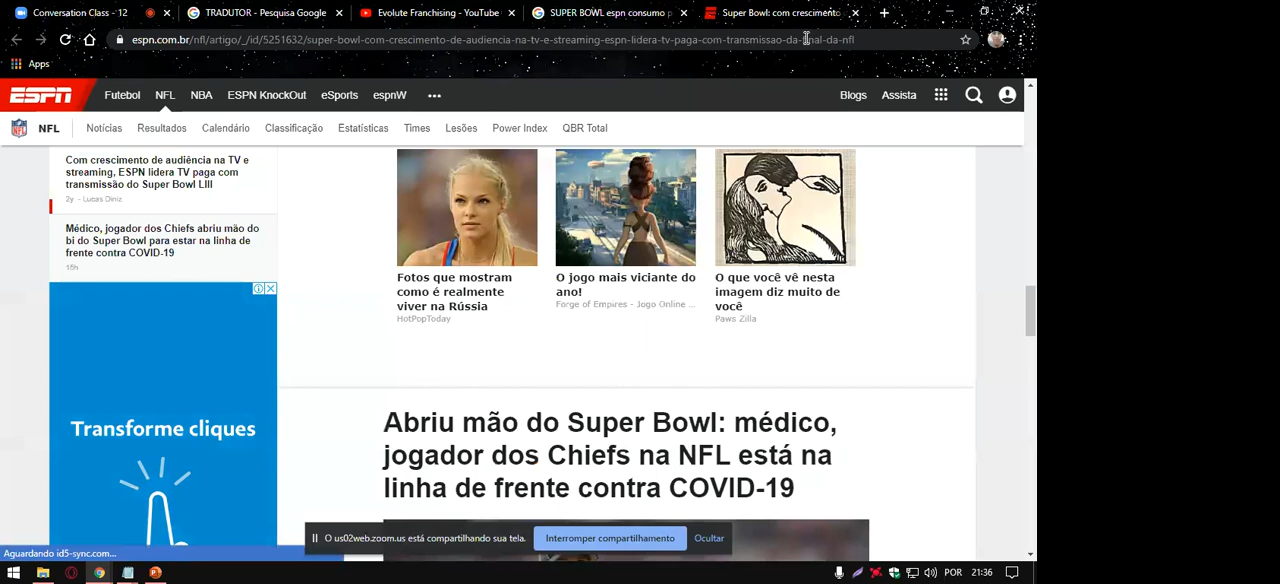 Conversation Class - 12
TRADUTOR - Pesquisa Google
Evolute Franchising - YouTube
SUPER BOWL espn consumo p
Super Bowl: com crescimento
espn.com.br/nfl/artigo/_/id/5251632/super-bowl-com-crescimento-de-audiencia-na-tv-e-streaming-espn-lidera-tv-paga-com-transmissao-da-final-da-nfl
Apps
ESPN
Futebol
NFL
NBA
ESPN KnockOut
eSports
espnW
Blogs
Assista
NFL
Notícias
Resultados
Calendário
Classificação
Estatísticas
Times
Lesões
Power Index
QBR Total
Com crescimento de audiência na TV e
streaming, ESPN lidera TV paga com
transmissão do Super Bowl LIII
2y - Lucas Diniz
Médico, jogador dos Chiefs abriu mão do
bi do Super Bowl para estar na linha de
frente contra COVID-19
15h
Transforme cliques
Fotos que mostram
como é realmente
viver na Rússia
HotPopToday
O jogo mais viciante do
ano!
Forge of Empires - Jogo Online ...
O que você vê nesta
imagem diz muito de
você
Paws Zilla
Abriu mão do Super Bowl: médico,
jogador dos Chiefs na NFL está na
linha de frente contra COVID-19
O us02web.zoom.us está compartilhando sua tela.
Interromper compartilhamento
Ocultar
Aguardando id5-sync.com...
POR
21:36